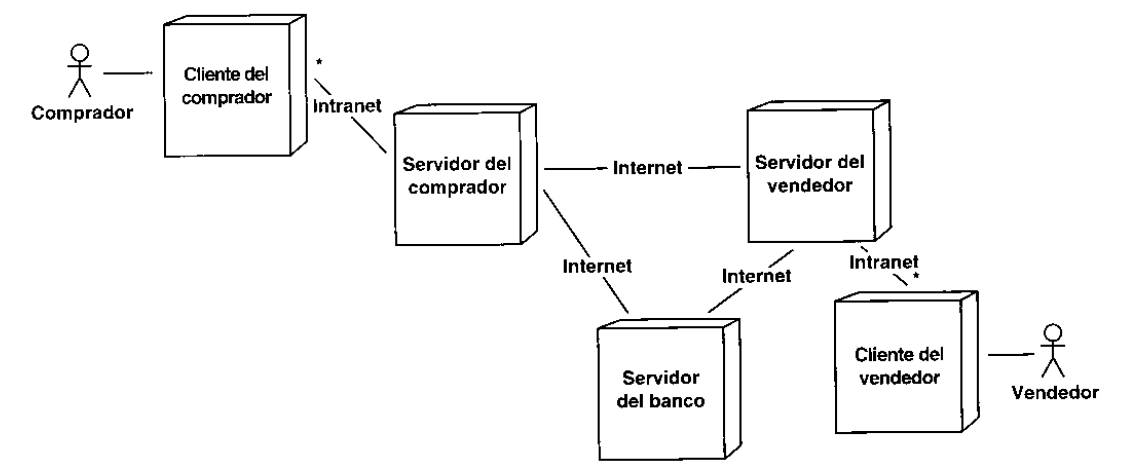 Cliente del
comprador
*
Comprador
Intranet
Servidor del
comprador
Internet
Servidor del
vendedor
Internet
Internet
Intranet
*
Servidor
del banco
Cliente del
vendedor
Vendedor